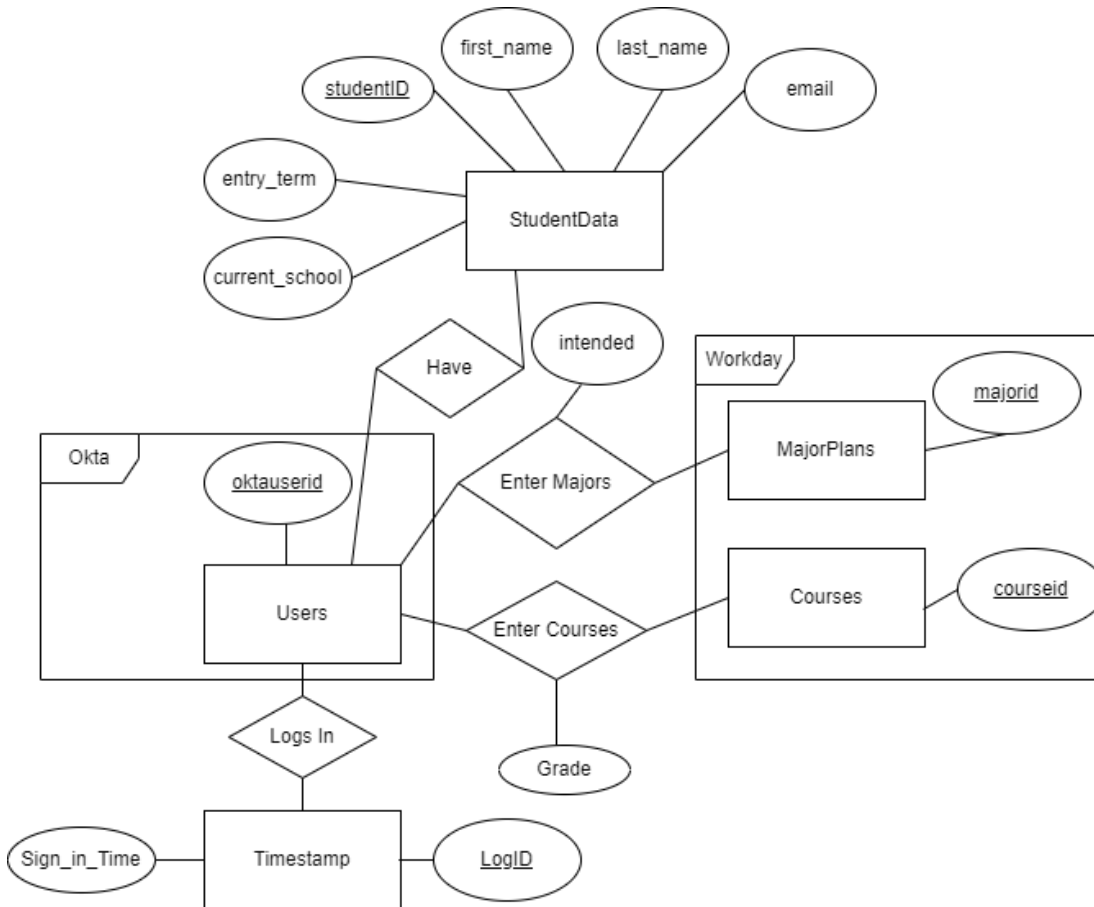 first_name
last_name
studentID
email
entry_term
StudentData
current_school
intended
Have
Workday
majorid
MajorPlans
Okta
oktauserid
Enter Majors
Users
Enter Courses
Courses
courseid
Logs In
Grade
Sign_in_Time
Timestamp
LogID